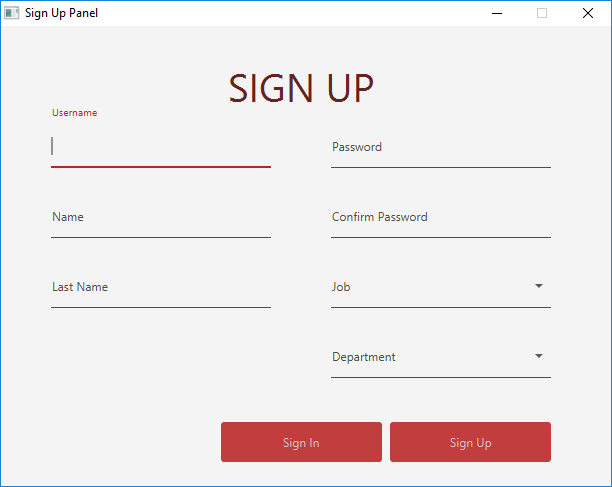 Sign Up Panel
SIGN UP
Username
Password
Name
Confirm Password
Last Name
Job
Department
Sign In
Sign Up